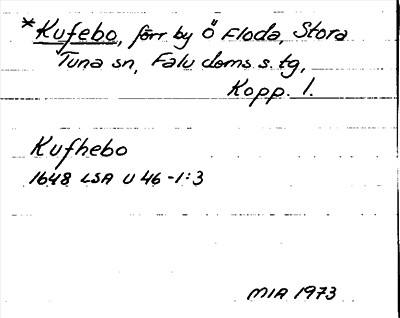 *Kufebo, förr by Ö Floda, Stora
Tuna sn, Falu doms. s. tg,
Kopp. l.
Kufhebo
1648 LSA U 46-1:3
MIA 1973